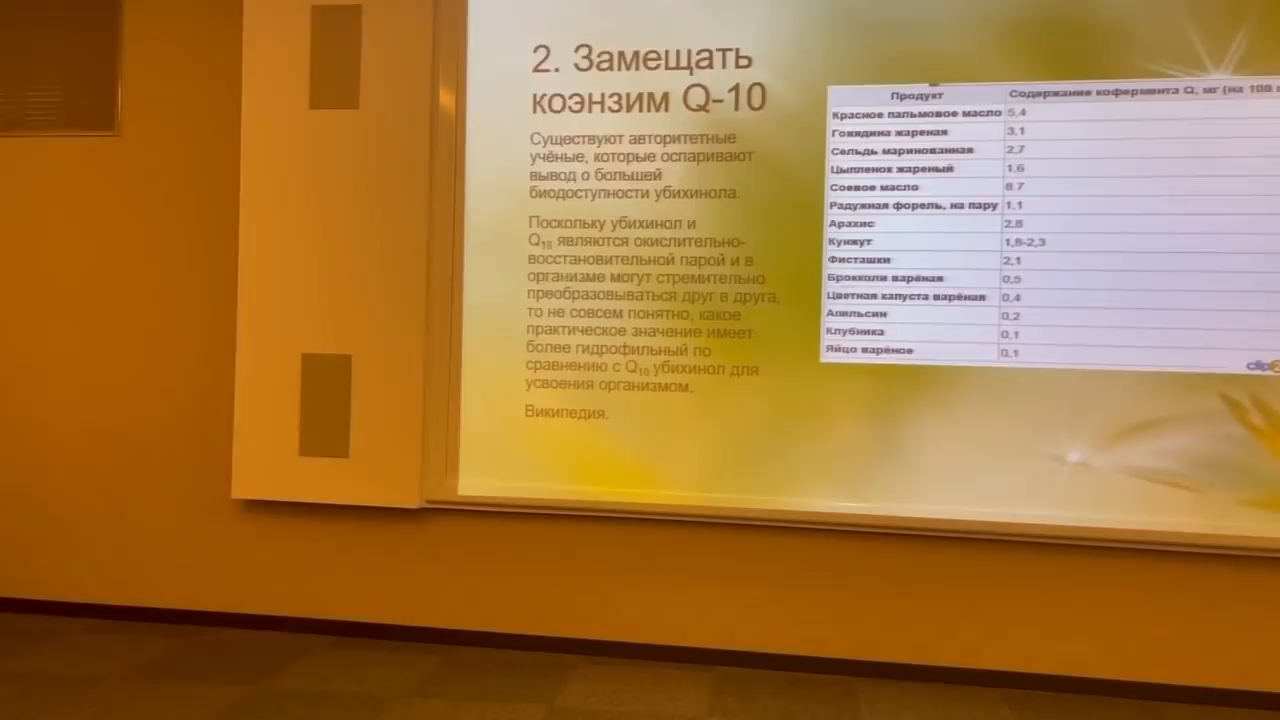 2. Замещать
коэнзим Q-10
Существуют авторитетные
учёные, которые оспаривают
вывод о большей
биодоступности убихинола.
Поскольку убихинол и
Q₁₀ являются окислительно-
восстановительной парой и в
организме могут стремительно
преобразовываться друг в друга,
то не совсем понятно, какое
практическое значение имеет
более гидрофильный по
сравнению с Q₁₀ убихинол для
усвоения организмом.
Википедия.
Продукт Содержание кофермента Q, мг (на 100
Красное пальмовое масло 5,4
Говядина жареная 3,1
Сельдь маринованная 2,7
Цыпленок жареный 1,6
Соевое масло 8.7
Радужная форель, на пару 1,1
Арахис 2,8
Кунжут 1,8-2,3
Фисташки 2,1
Брокколи варёная 0,5
Цветная капуста варёная 0,4
Апельсин 0,2
Клубника 0,1
Яйцо варёное 0,1